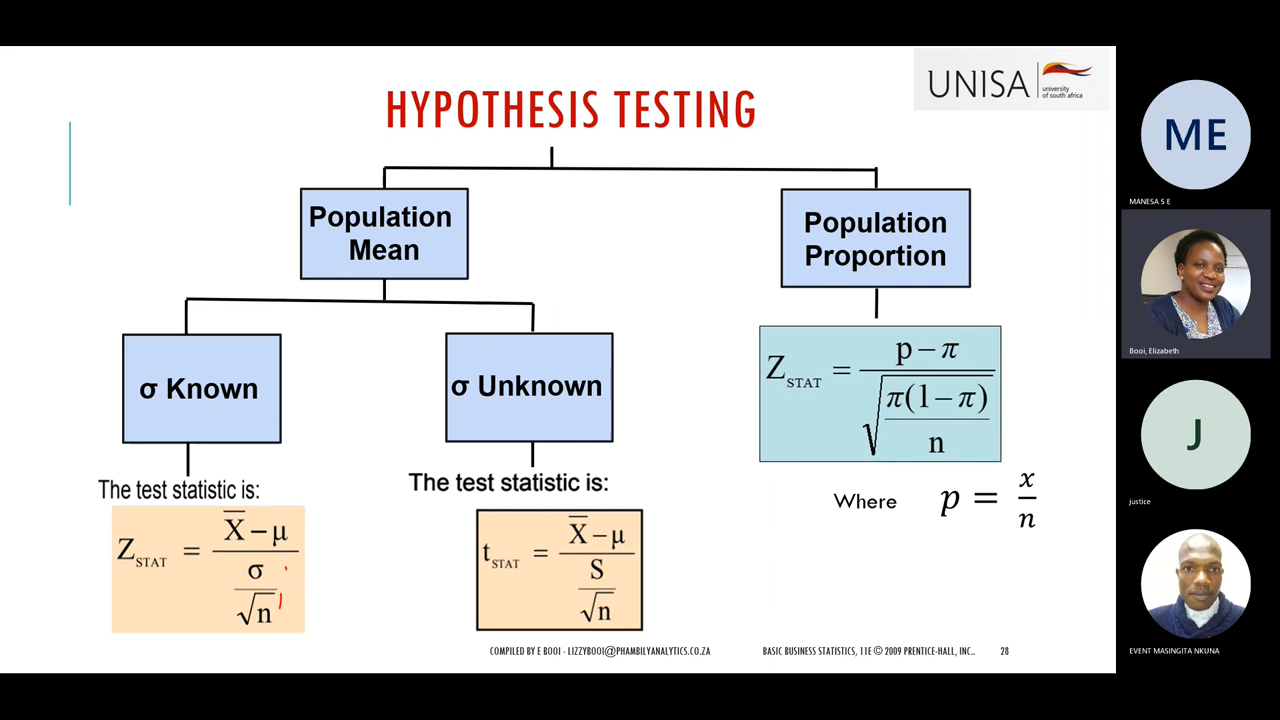 UNISA
university
of south africa
HYPOTHESIS TESTING
Population
Mean
Population
Proportion
σ Known
σ Unknown
Z_STAT = (p − π) / √(π(1 − π) / n)
Where p = x/n
The test statistic is:
Z_STAT = (X̅ − μ) / (σ / √n)
The test statistic is:
t_STAT = (X̅ − μ) / (S / √n)
COMPILED BY E BOOI - LIZZYBOOI@PHAMBILYANALYTICS.CO.ZA
BASIC BUSINESS STATISTICS, 11E © 2009 PRENTICE-HALL, INC..
28
ME
MANESA S E
Booi, Elizabeth
J
justice
EVENT MASINGITA NKUNA